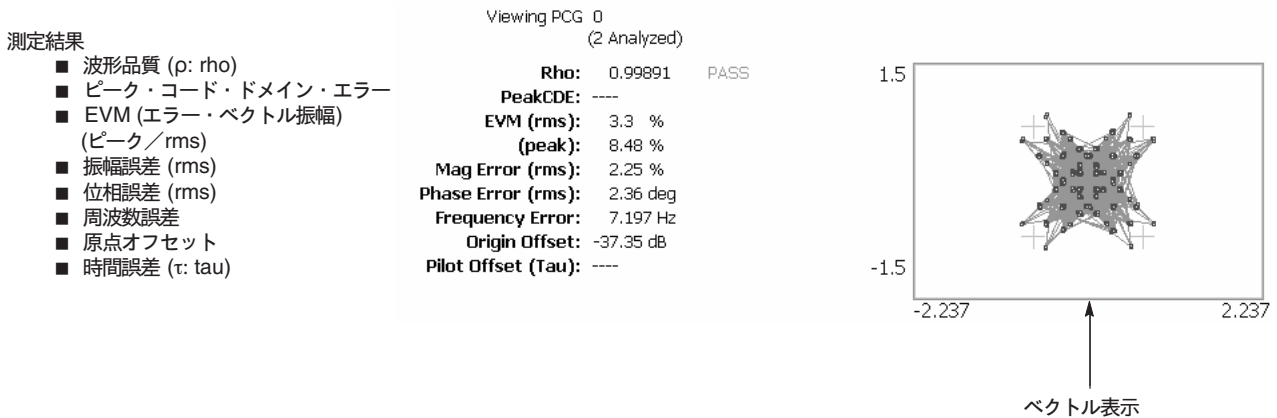 測定結果
■ 波形品質 (ρ: rho)
■ ピーク・コード・ドメイン・エラー
■ EVM (エラー・ベクトル振幅)
(ピーク／rms)
■ 振幅誤差 (rms)
■ 位相誤差 (rms)
■ 周波数誤差
■ 原点オフセット
■ 時間誤差 (τ: tau)
Viewing PCG 0
(2 Analyzed)
Rho: 0.99891 PASS
PeakCDE: ----
EVM (rms): 3.3 %
(peak): 8.48 %
Mag Error (rms): 2.25 %
Phase Error (rms): 2.36 deg
Frequency Error: 7.197 Hz
Origin Offset: -37.35 dB
Pilot Offset (Tau): ----
1.5
-1.5
-2.237 2.237
ベクトル表示